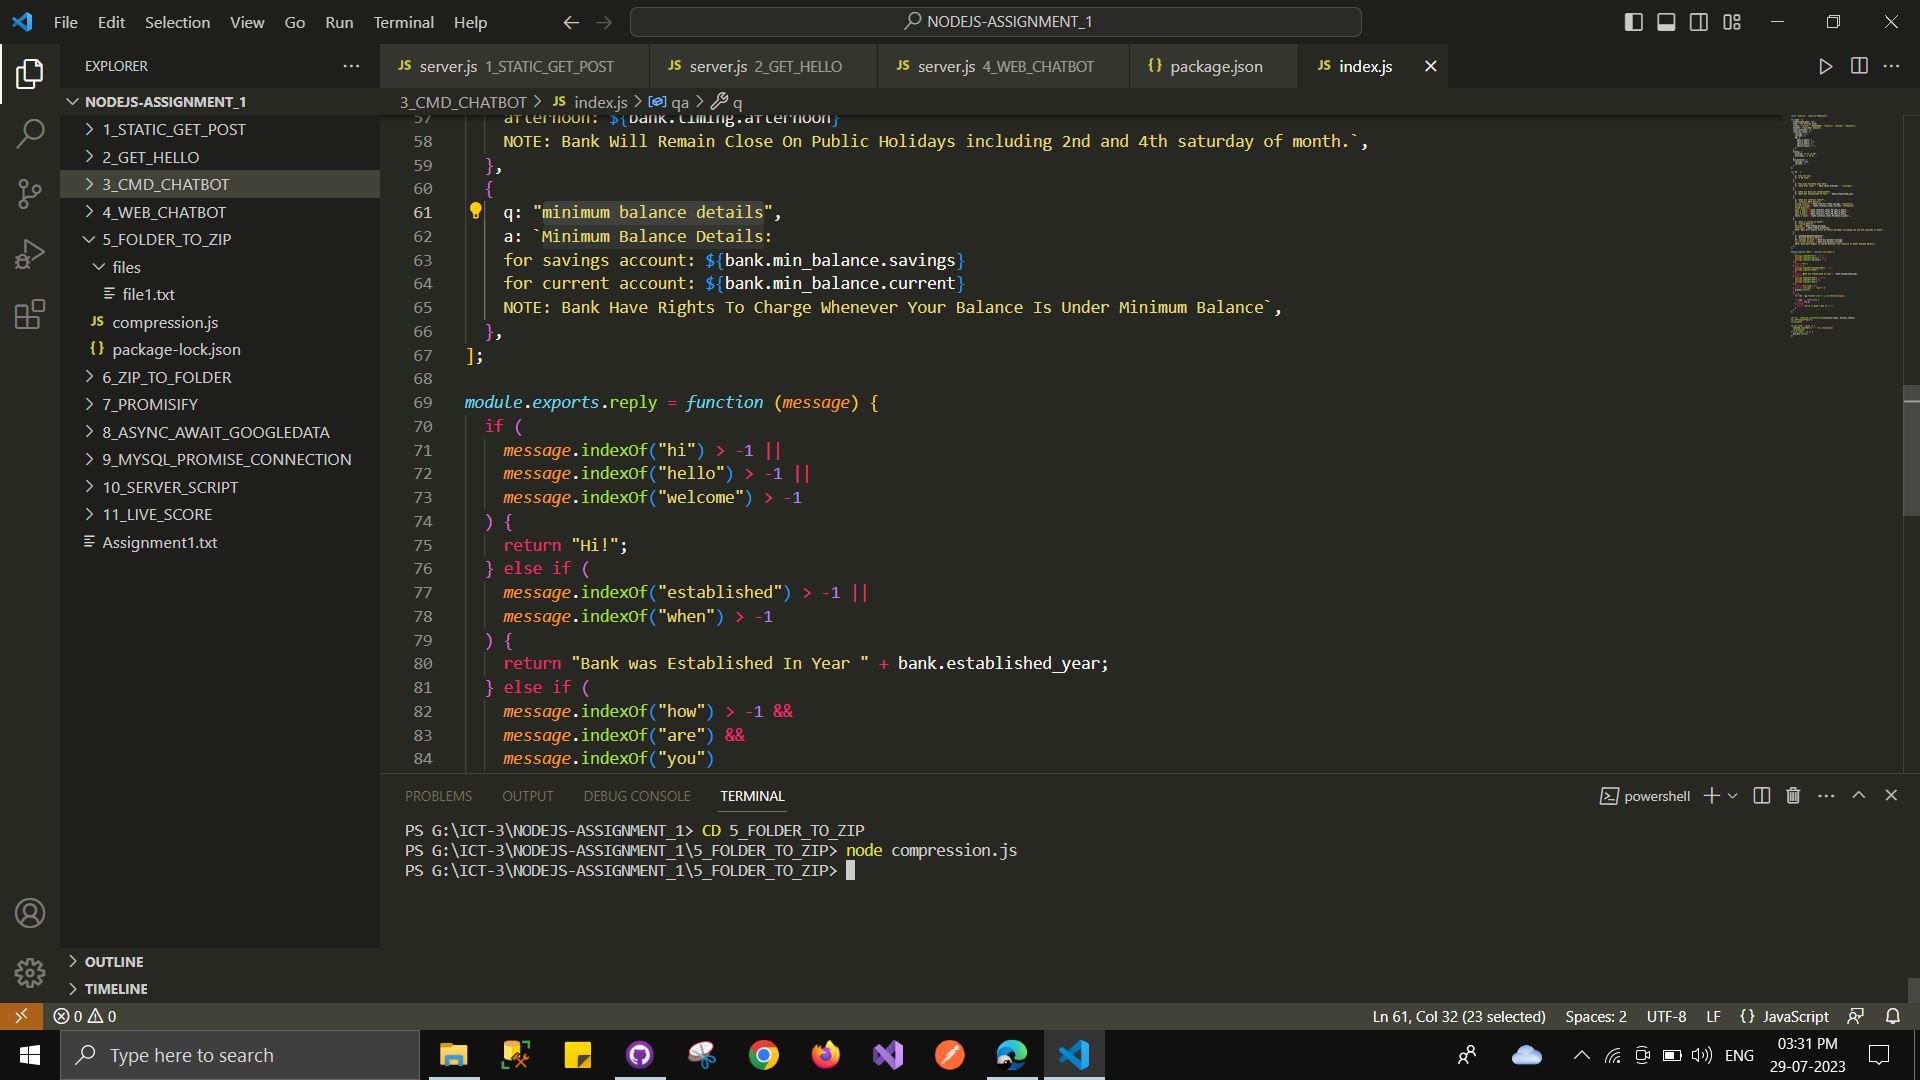 File Edit Selection View Go Run Terminal Help
NODEJS-ASSIGNMENT_1
EXPLORER
JS server.js 1_STATIC_GET_POST JS server.js 2_GET_HELLO JS server.js 4_WEB_CHATBOT {} package.json JS index.js
NODEJS-ASSIGNMENT_1
1_STATIC_GET_POST
2_GET_HELLO
3_CMD_CHATBOT
4_WEB_CHATBOT
5_FOLDER_TO_ZIP
files
file1.txt
JS compression.js
{} package-lock.json
6_ZIP_TO_FOLDER
7_PROMISIFY
8_ASYNC_AWAIT_GOOGLEDATA
9_MYSQL_PROMISE_CONNECTION
10_SERVER_SCRIPT
11_LIVE_SCORE
Assignment1.txt
OUTLINE
TIMELINE
3_CMD_CHATBOT > JS index.js > qa > q
57 afternoon: ${bank.timing.afternoon}
58 NOTE: Bank Will Remain Close On Public Holidays including 2nd and 4th saturday of month.`,
59 },
60 {
61 q: "minimum balance details",
62 a: `Minimum Balance Details:
63 for savings account: ${bank.min_balance.savings}
64 for current account: ${bank.min_balance.current}
65 NOTE: Bank Have Rights To Charge Whenever Your Balance Is Under Minimum Balance`,
66 },
67 ];
68
69 module.exports.reply = function (message) {
70 if (
71 message.indexOf("hi") > -1 ||
72 message.indexOf("hello") > -1 ||
73 message.indexOf("welcome") > -1
74 ) {
75 return "Hi!";
76 } else if (
77 message.indexOf("established") > -1 ||
78 message.indexOf("when") > -1
79 ) {
80 return "Bank was Established In Year " + bank.established_year;
81 } else if (
82 message.indexOf("how") > -1 &&
83 message.indexOf("are") &&
84 message.indexOf("you")
PROBLEMS OUTPUT DEBUG CONSOLE TERMINAL
powershell
PS G:\ICT-3\NODEJS-ASSIGNMENT_1> CD 5_FOLDER_TO_ZIP
PS G:\ICT-3\NODEJS-ASSIGNMENT_1\5_FOLDER_TO_ZIP> node compression.js
PS G:\ICT-3\NODEJS-ASSIGNMENT_1\5_FOLDER_TO_ZIP>
0 0
Ln 61, Col 32 (23 selected) Spaces: 2 UTF-8 LF {} JavaScript
Type here to search
ENG
03:31 PM
29-07-2023